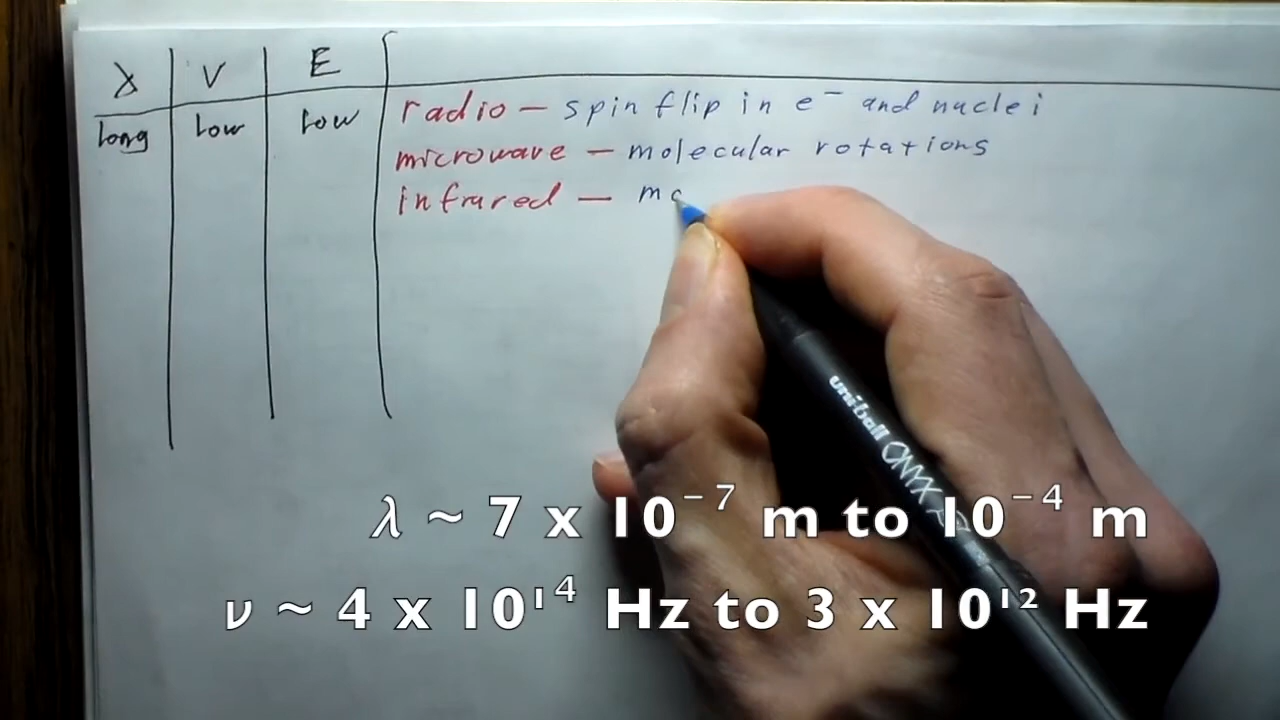 λ ν E
long low low
radio — spin flip in e⁻ and nuclei
microwave — molecular rotations
infrared — mo
uniball ONYX
λ ~ 7 x 10⁻⁷ m to 10⁻⁴ m
ν ~ 4 x 10¹⁴ Hz to 3 x 10¹² Hz